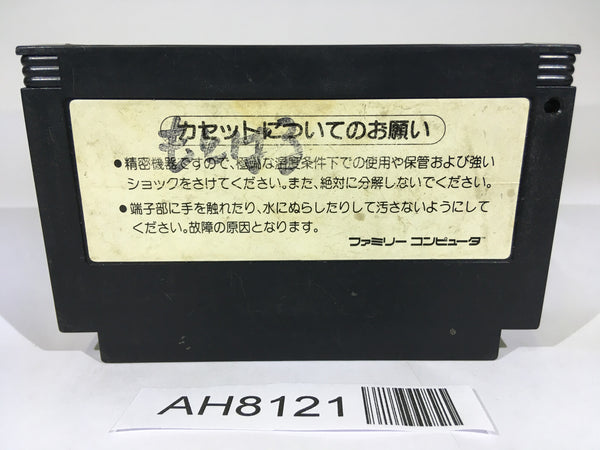 カセットについてのお願い
●精密機器ですので、極端な温度条件下での使用や保管および強い
ショックをさけてください。また、絶対に分解しないでください。
●端子部に手を触れたり、水にぬらしたりして汚さないようにして
ください。故障の原因となります。
ファミリーコンピュータ
AH8121